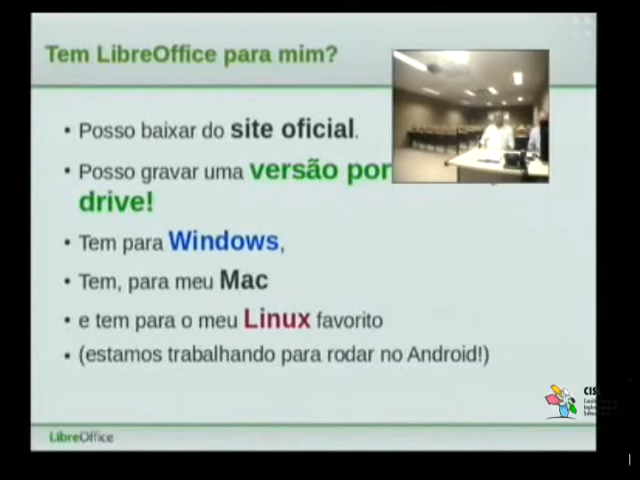 Tem LibreOffice para mim?
• Posso baixar do site oficial.
• Posso gravar uma versão por
drive!
• Tem para Windows,
• Tem, para meu Mac
• e tem para o meu Linux favorito
• (estamos trabalhando para rodar no Android!)
CIS
LibreOffice